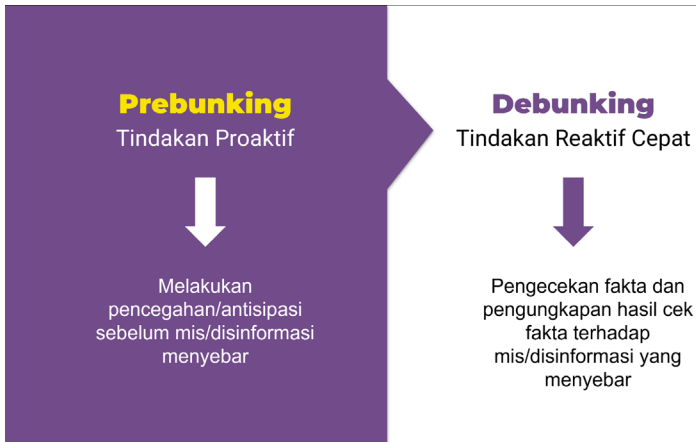 Prebunking
Tindakan Proaktif
Melakukan
pencegahan/antisipasi
sebelum mis/disinformasi
menyebar
Debunking
Tindakan Reaktif Cepat
Pengecekan fakta dan
pengungkapan hasil cek
fakta terhadap
mis/disinformasi yang
menyebar